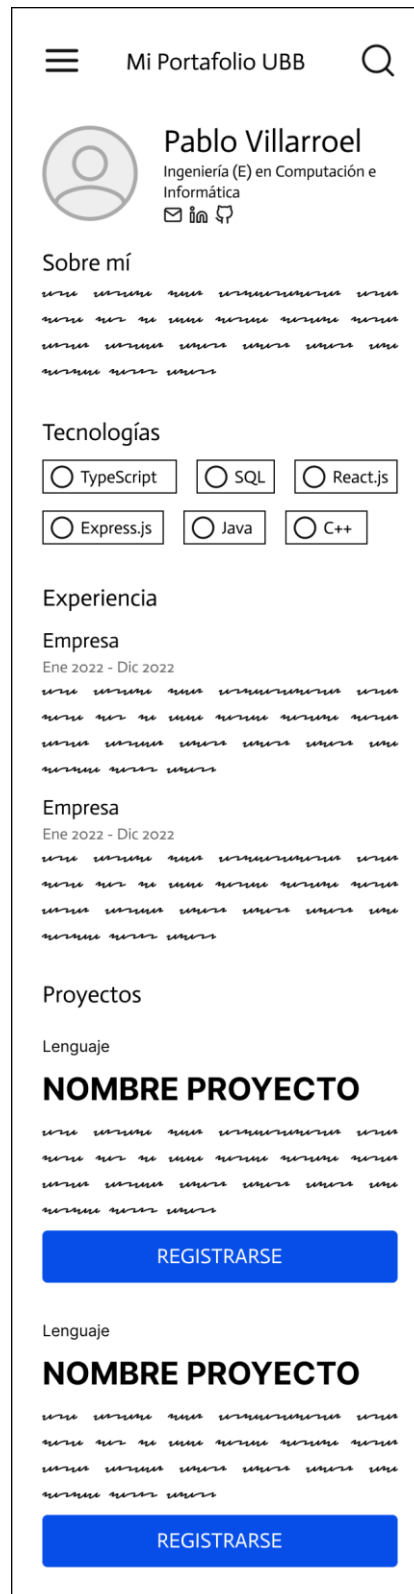 Mi Portafolio UBB
Pablo Villarroel
Ingeniería (E) en Computación e
Informática
Sobre mí
Tecnologías
TypeScript
SQL
React.js
Express.js
Java
C++
Experiencia
Empresa
Ene 2022 - Dic 2022
Empresa
Ene 2022 - Dic 2022
Proyectos
Lenguaje
NOMBRE PROYECTO
REGISTRARSE
Lenguaje
NOMBRE PROYECTO
REGISTRARSE